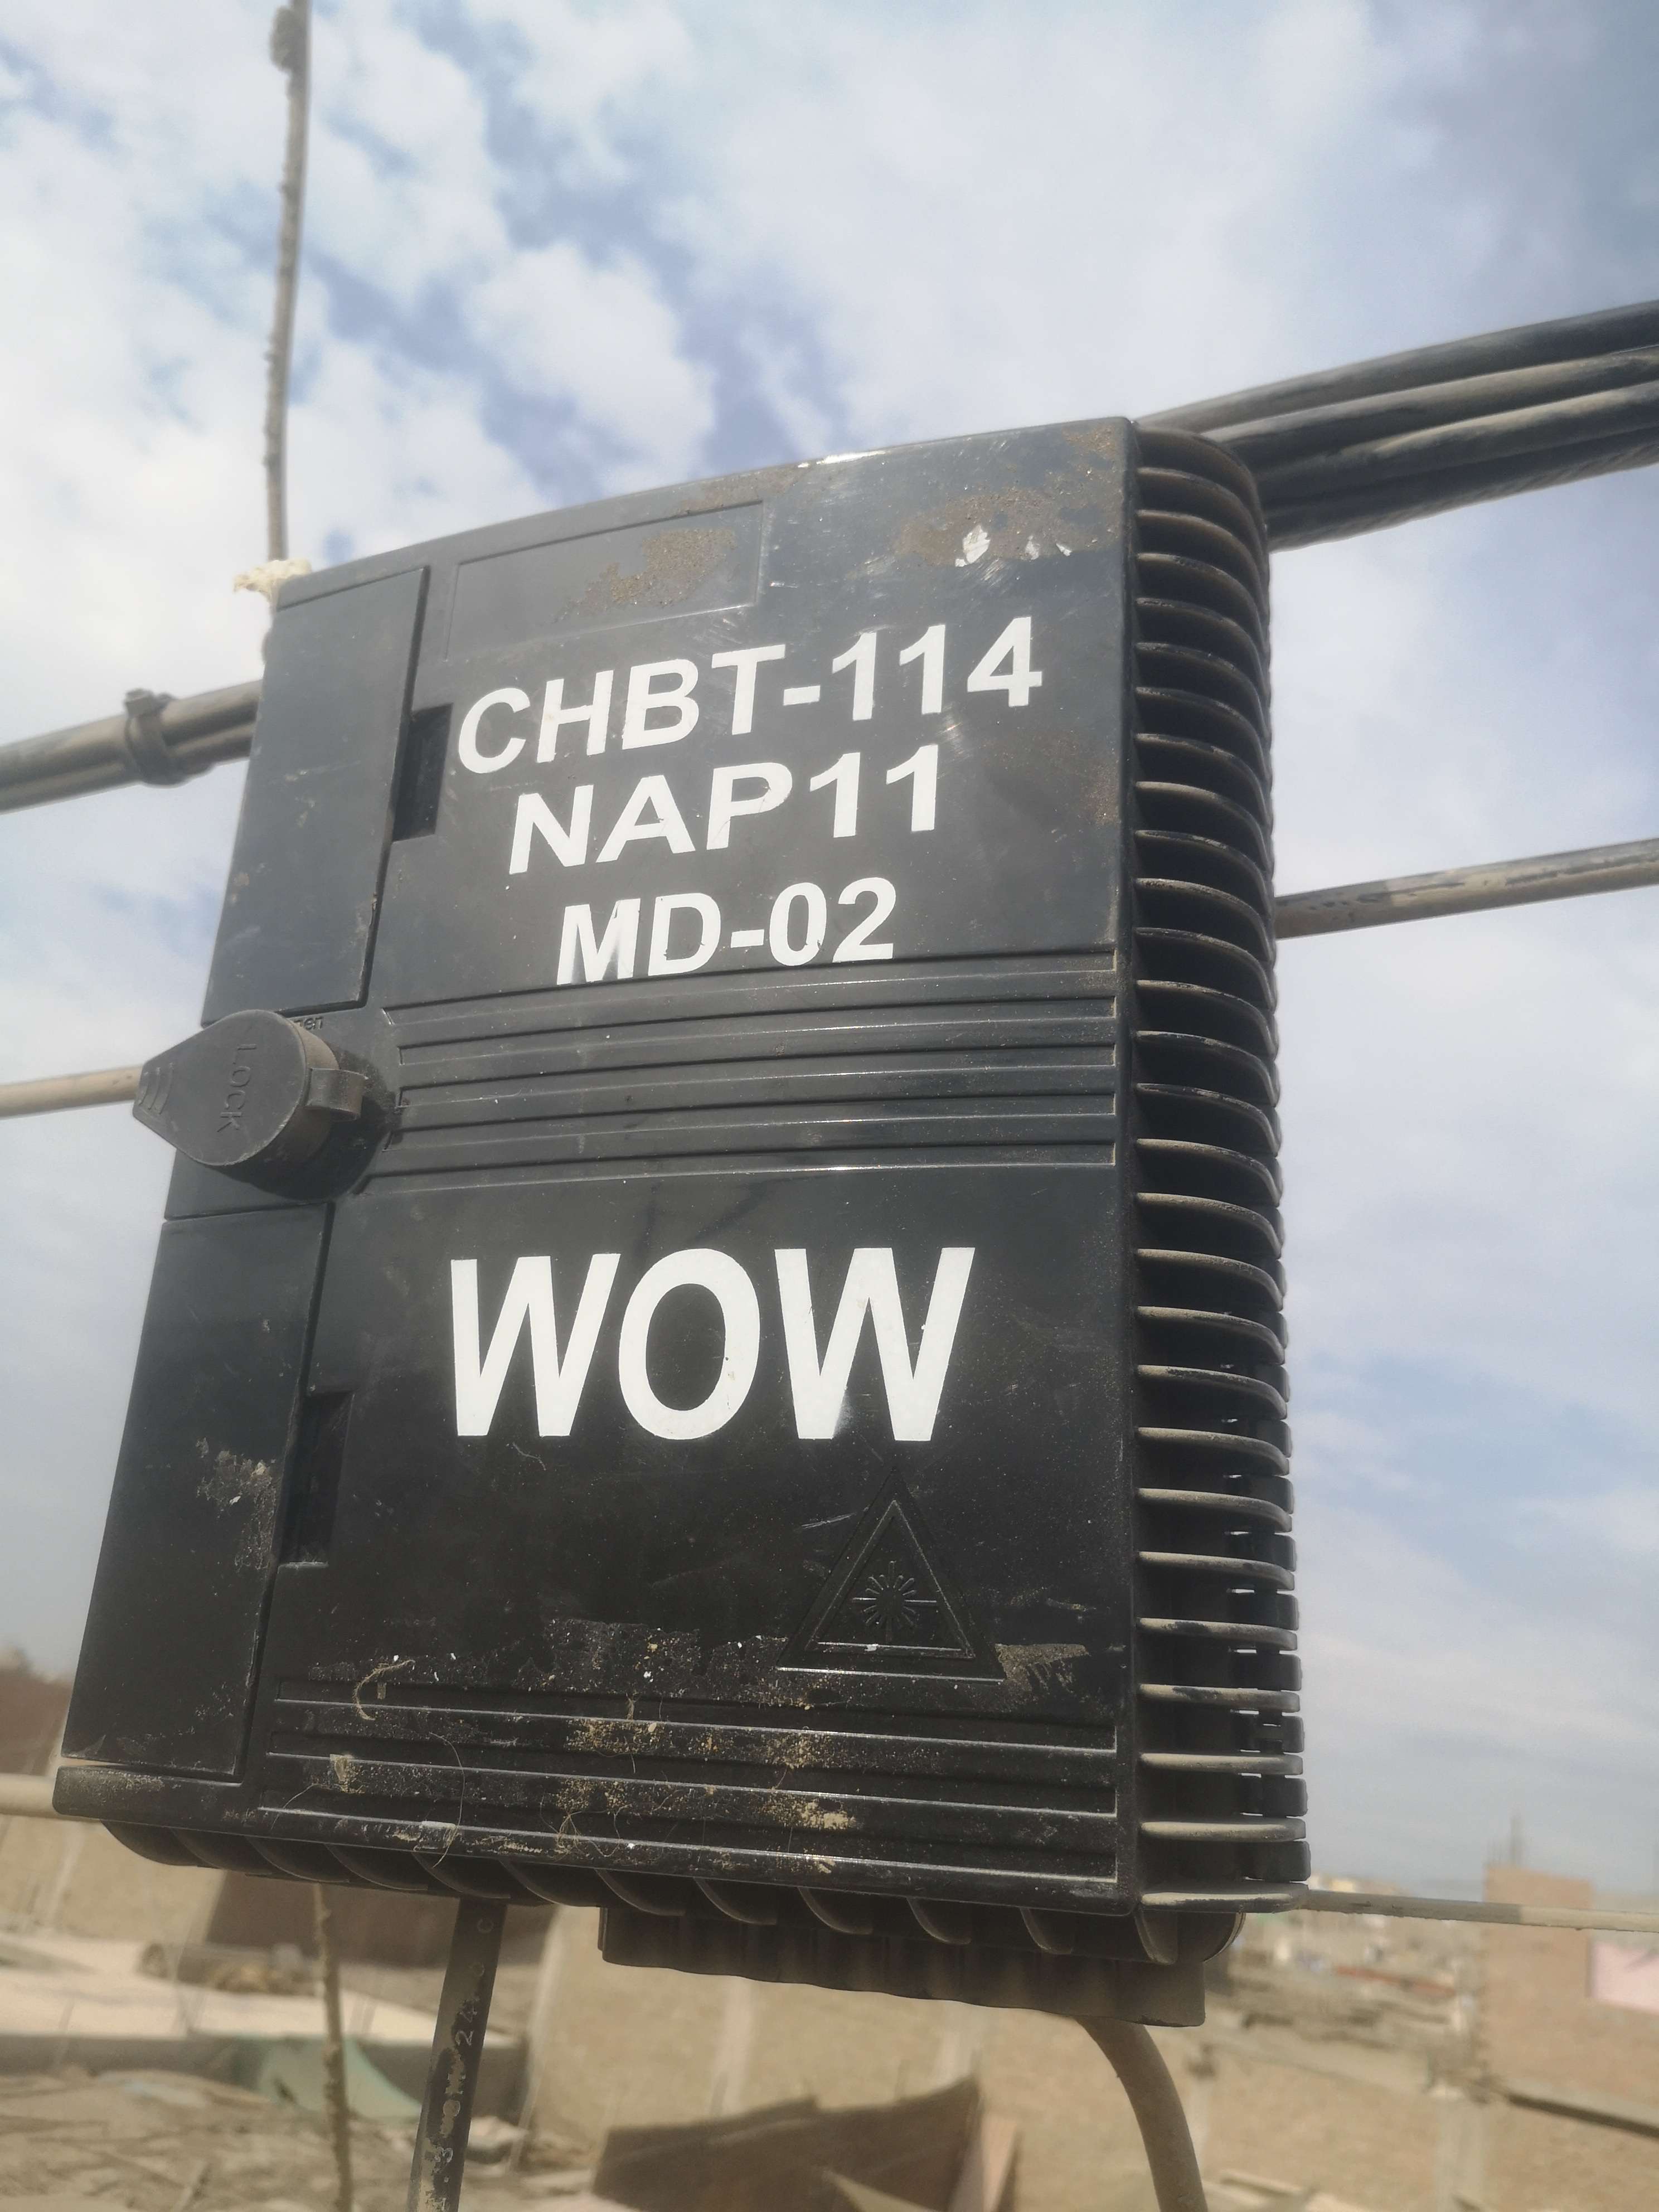 CHBT-114
NAP11
MD-02
LOCK
WOW